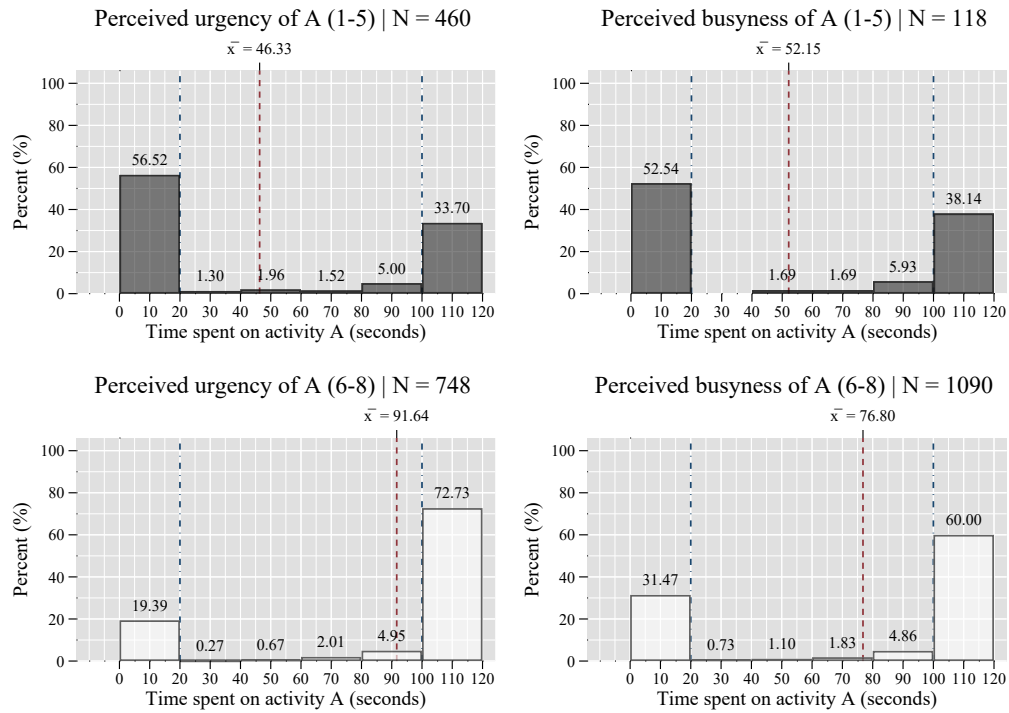 Perceived urgency of A (1-5) | N = 460
x̄ = 46.33
Percent (%)
100
80
60
40
20
0
56.52
1.30
1.96
1.52
5.00
33.70
0 10 20 30 40 50 60 70 80 90 100 110 120
Time spent on activity A (seconds)
Perceived busyness of A (1-5) | N = 118
x̄ = 52.15
Percent (%)
100
80
60
40
20
0
52.54
1.69
1.69
5.93
38.14
0 10 20 30 40 50 60 70 80 90 100 110 120
Time spent on activity A (seconds)
Perceived urgency of A (6-8) | N = 748
x̄ = 91.64
Percent (%)
100
80
60
40
20
0
19.39
0.27
0.67
2.01
4.95
72.73
0 10 20 30 40 50 60 70 80 90 100 110 120
Time spent on activity A (seconds)
Perceived busyness of A (6-8) | N = 1090
x̄ = 76.80
Percent (%)
100
80
60
40
20
0
31.47
0.73
1.10
1.83
4.86
60.00
0 10 20 30 40 50 60 70 80 90 100 110 120
Time spent on activity A (seconds)